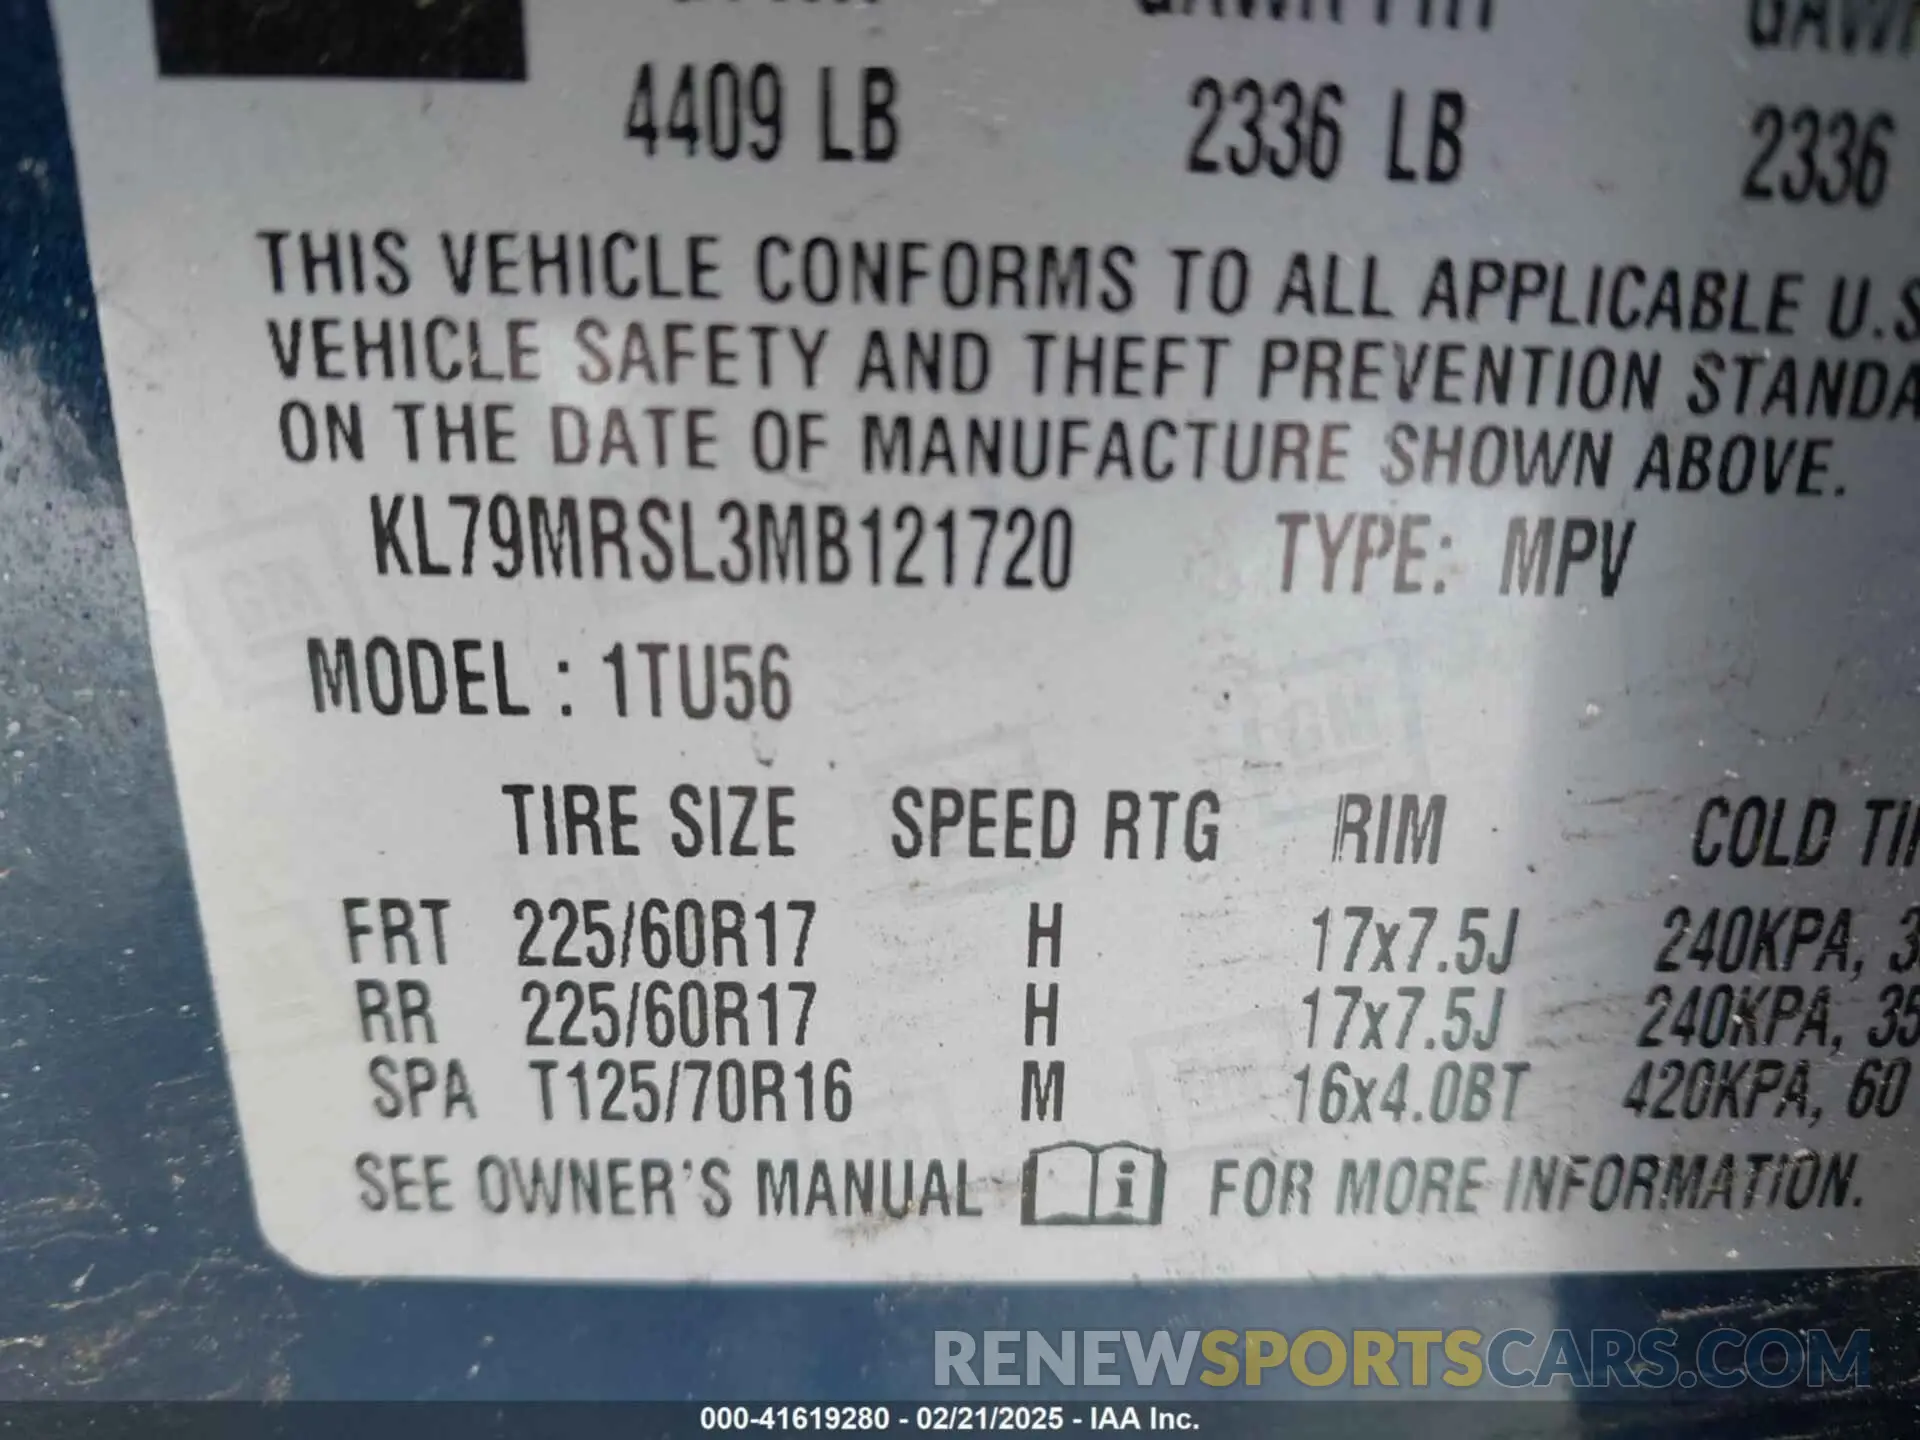 4409 LB 2336 LB 2336
THIS VEHICLE CONFORMS TO ALL APPLICABLE U.S
VEHICLE SAFETY AND THEFT PREVENTION STANDA
ON THE DATE OF MANUFACTURE SHOWN ABOVE.
KL79MRSL3MB121720 TYPE: MPV
MODEL : 1TU56
TIRE SIZE SPEED RTG RIM COLD TI
FRT 225/60R17 H 17x7.5J 240KPA, 3
RR 225/60R17 H 17x7.5J 240KPA, 35
SPA T125/70R16 M 16x4.0BT 420KPA, 60
SEE OWNER'S MANUAL i FOR MORE INFORMATION.
RENEWSPORTSCARS.COM
000-41619280 - 02/21/2025 - IAA Inc.